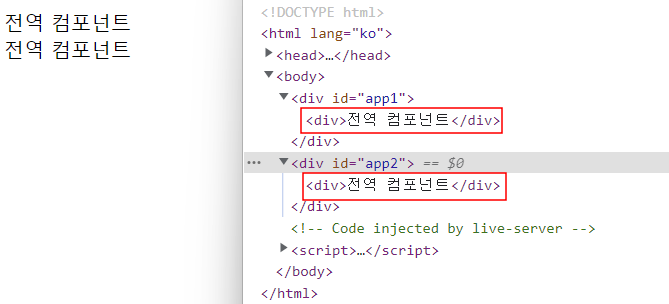 전역 컴포넌트
전역 컴포넌트
<!DOCTYPE html>
<html lang="ko">
<head>…</head>
<body>
<div id="app1">
<div>전역 컴포넌트</div>
</div>
<div id="app2"> == $0
<div>전역 컴포넌트</div>
</div>
<!-- Code injected by live-server -->
<script>…</script>
</body>
</html>